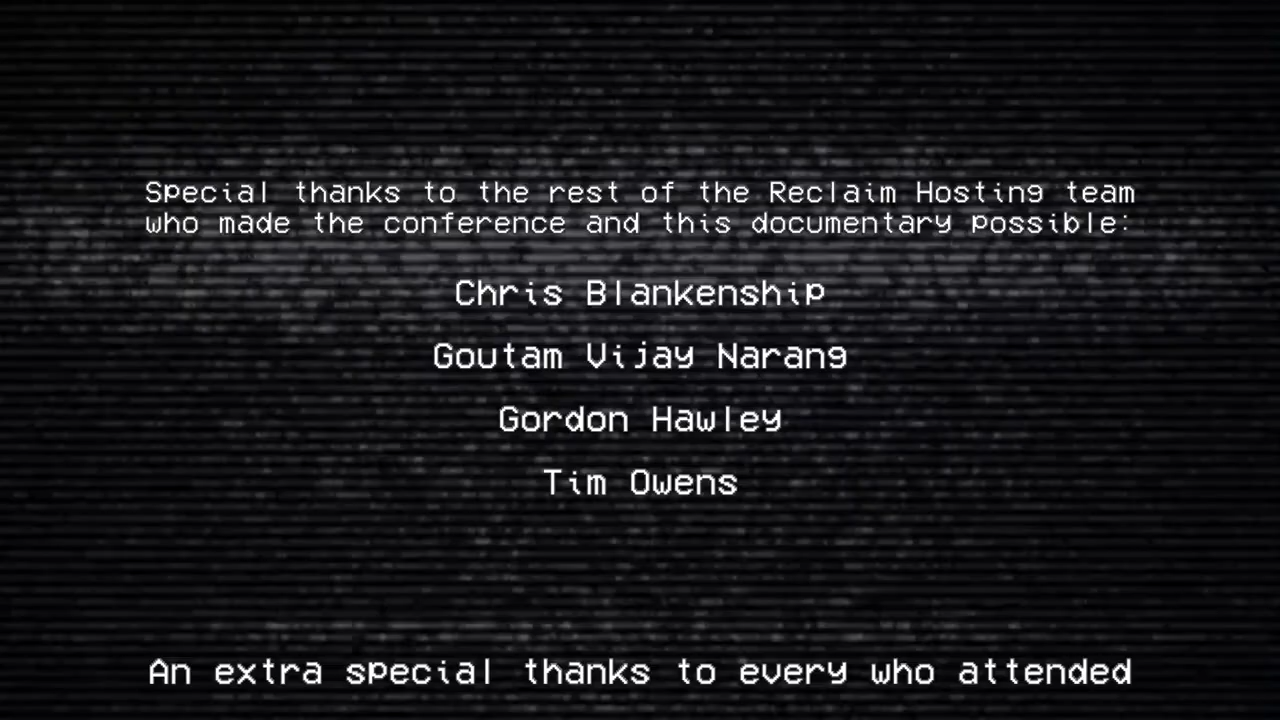 Special thanks to the rest of the Reclaim Hosting team
who made the conference and this documentary possible:
Chris Blankenship
Goutam Vijay Narang
Gordon Hawley
Tim Owens
An extra special thanks to every who attended